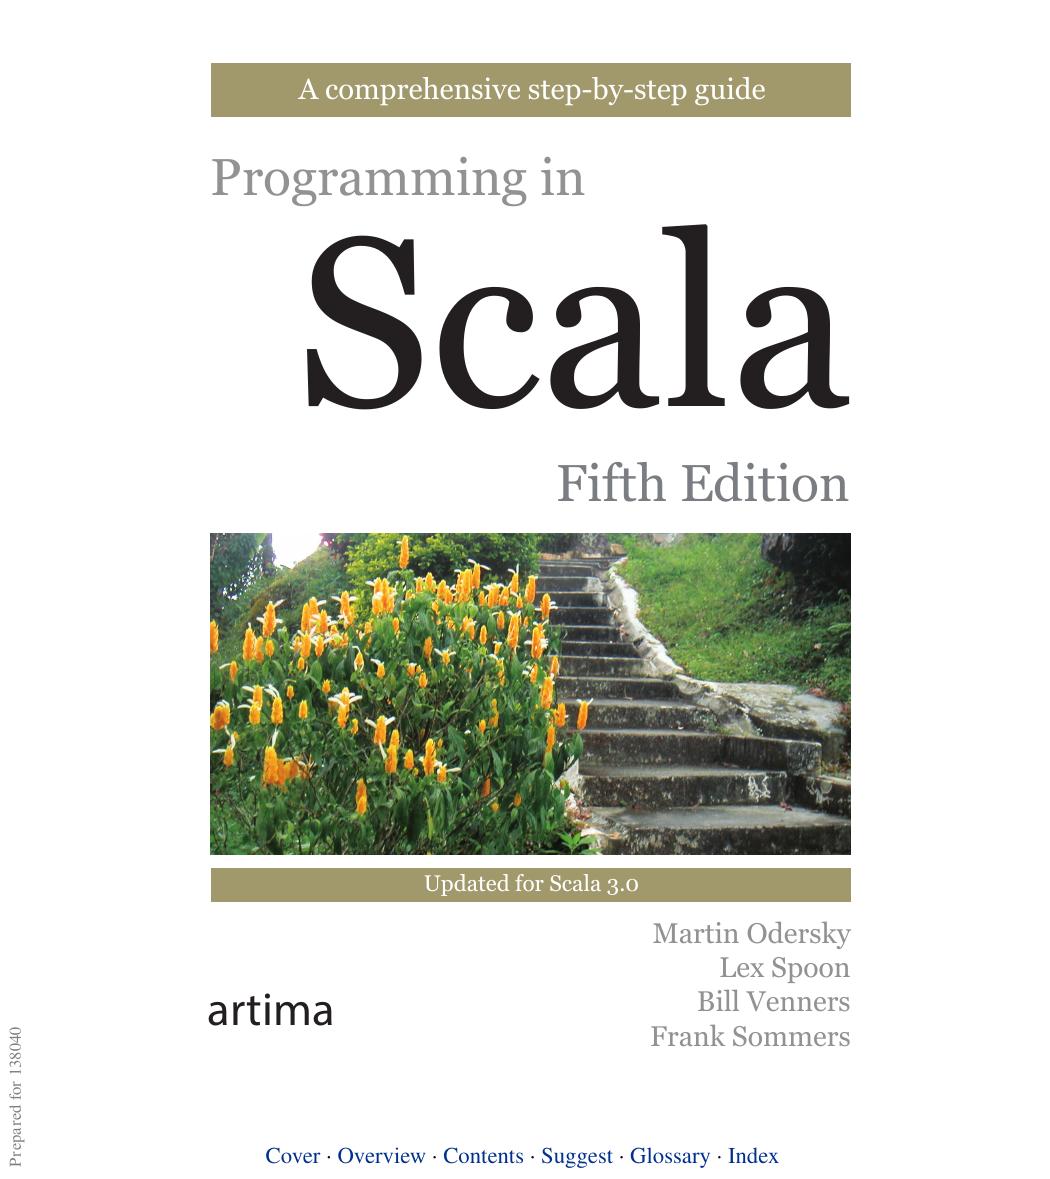 A comprehensive step-by-step guide
Programming in
Scala
Fifth Edition
Updated for Scala 3.0
Martin Odersky
Lex Spoon
Bill Venners
Frank Sommers
artima
Prepared for 138040
Cover · Overview · Contents · Suggest · Glossary · Index